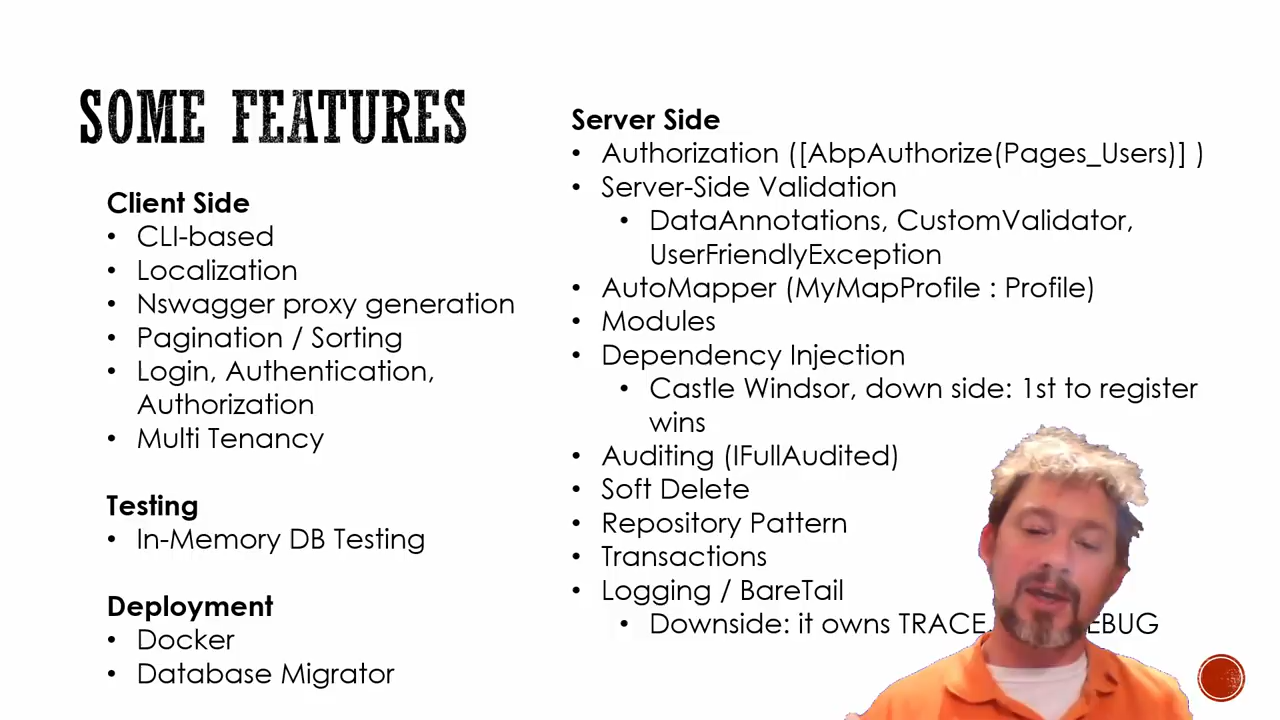 SOME FEATURES
Client Side
• CLI-based
• Localization
• Nswagger proxy generation
• Pagination / Sorting
• Login, Authentication,
Authorization
• Multi Tenancy
Testing
• In-Memory DB Testing
Deployment
• Docker
• Database Migrator
Server Side
• Authorization ([AbpAuthorize(Pages_Users)] )
• Server-Side Validation
• DataAnnotations, CustomValidator,
UserFriendlyException
• AutoMapper (MyMapProfile : Profile)
• Modules
• Dependency Injection
• Castle Windsor, down side: 1st to register
wins
• Auditing (IFullAudited)
• Soft Delete
• Repository Pattern
• Transactions
• Logging / BareTail
• Downside: it owns TRACE